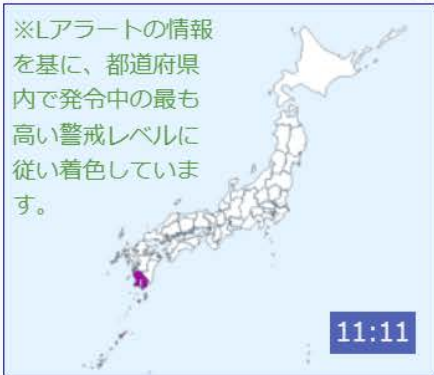 ※Lアラートの情報
を基に、都道府県
内で発令中の最も
高い警戒レベルに
従い着色していま
す。
11:11